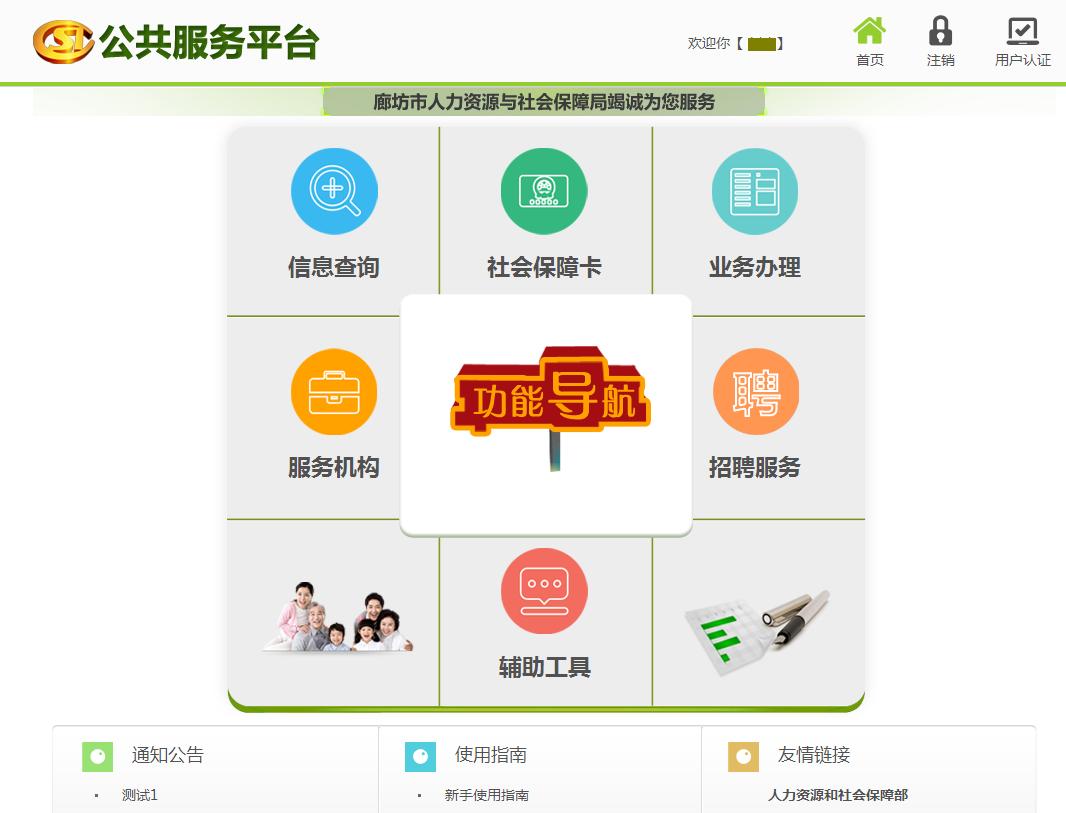 CSI 公共服务平台
欢迎你【 】
首页
注销
用户认证
廊坊市人力资源与社会保障局竭诚为您服务
信息查询
社会保障卡
业务办理
功能导航
服务机构
聘
招聘服务
辅助工具
通知公告
使用指南
友情链接
· 测试1
· 新手使用指南
人力资源和社会保障部